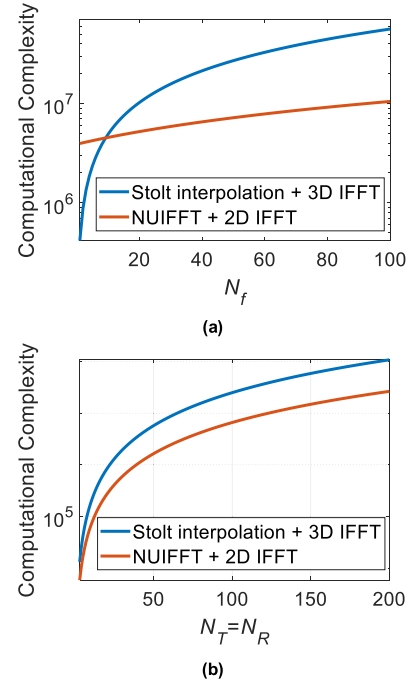 Computational Complexity
10^7
10^6
Stolt interpolation + 3D IFFT
NUIFFT + 2D IFFT
20 40 60 80 100
N_f
(a)
Computational Complexity
10^5
Stolt interpolation + 3D IFFT
NUIFFT + 2D IFFT
50 100 150 200
N_T=N_R
(b)